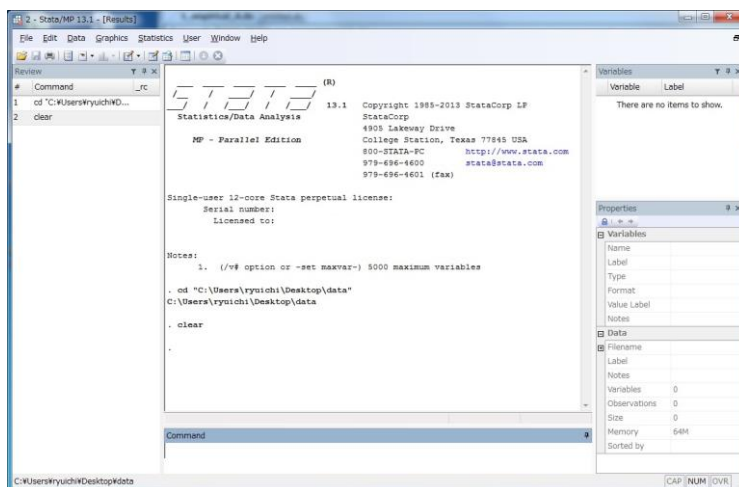 2 - Stata/MP 13.1 - [Results]
File Edit Data Graphics Statistics User Window Help
Review
# Command _rc
1 cd "C:¥Users¥ryuichi¥D...
2 clear
(R)
13.1 Copyright 1985-2013 StataCorp LP
Statistics/Data Analysis StataCorp
4905 Lakeway Drive
MP - Parallel Edition College Station, Texas 77845 USA
800-STATA-PC http://www.stata.com
979-696-4600 stata@stata.com
979-696-4601 (fax)
Single-user 12-core Stata perpetual license:
Serial number:
Licensed to:
Notes:
1. (/v# option or -set maxvar-) 5000 maximum variables
. cd "C:\Users\ryuichi\Desktop\data"
C:\Users\ryuichi\Desktop\data
. clear
.
Command
Variables
Variable Label
There are no items to show.
Properties
Variables
Name
Label
Type
Format
Value Label
Notes
Data
Filename
Label
Notes
Variables 0
Observations 0
Size 0
Memory 64M
Sorted by
C:¥Users¥ryuichi¥Desktop¥data
CAP NUM OVR